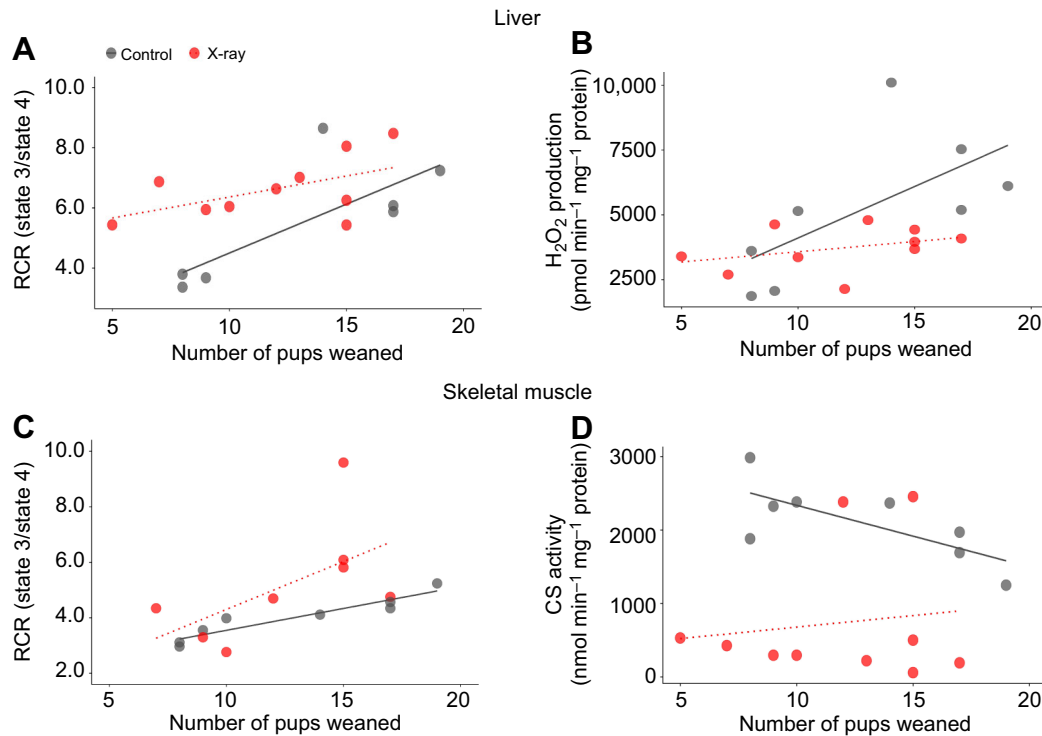 Liver
A
Control X-ray
RCR (state 3/state 4)
10.0
8.0
6.0
4.0
5 10 15 20
Number of pups weaned
B
H₂O₂ production
(pmol min⁻¹ mg⁻¹ protein)
10,000
7500
5000
2500
5 10 15 20
Number of pups weaned
Skeletal muscle
C
RCR (state 3/state 4)
10.0
8.0
6.0
4.0
2.0
5 10 15 20
Number of pups weaned
D
CS activity
(nmol min⁻¹ mg⁻¹ protein)
3000
2000
1000
0
5 10 15 20
Number of pups weaned